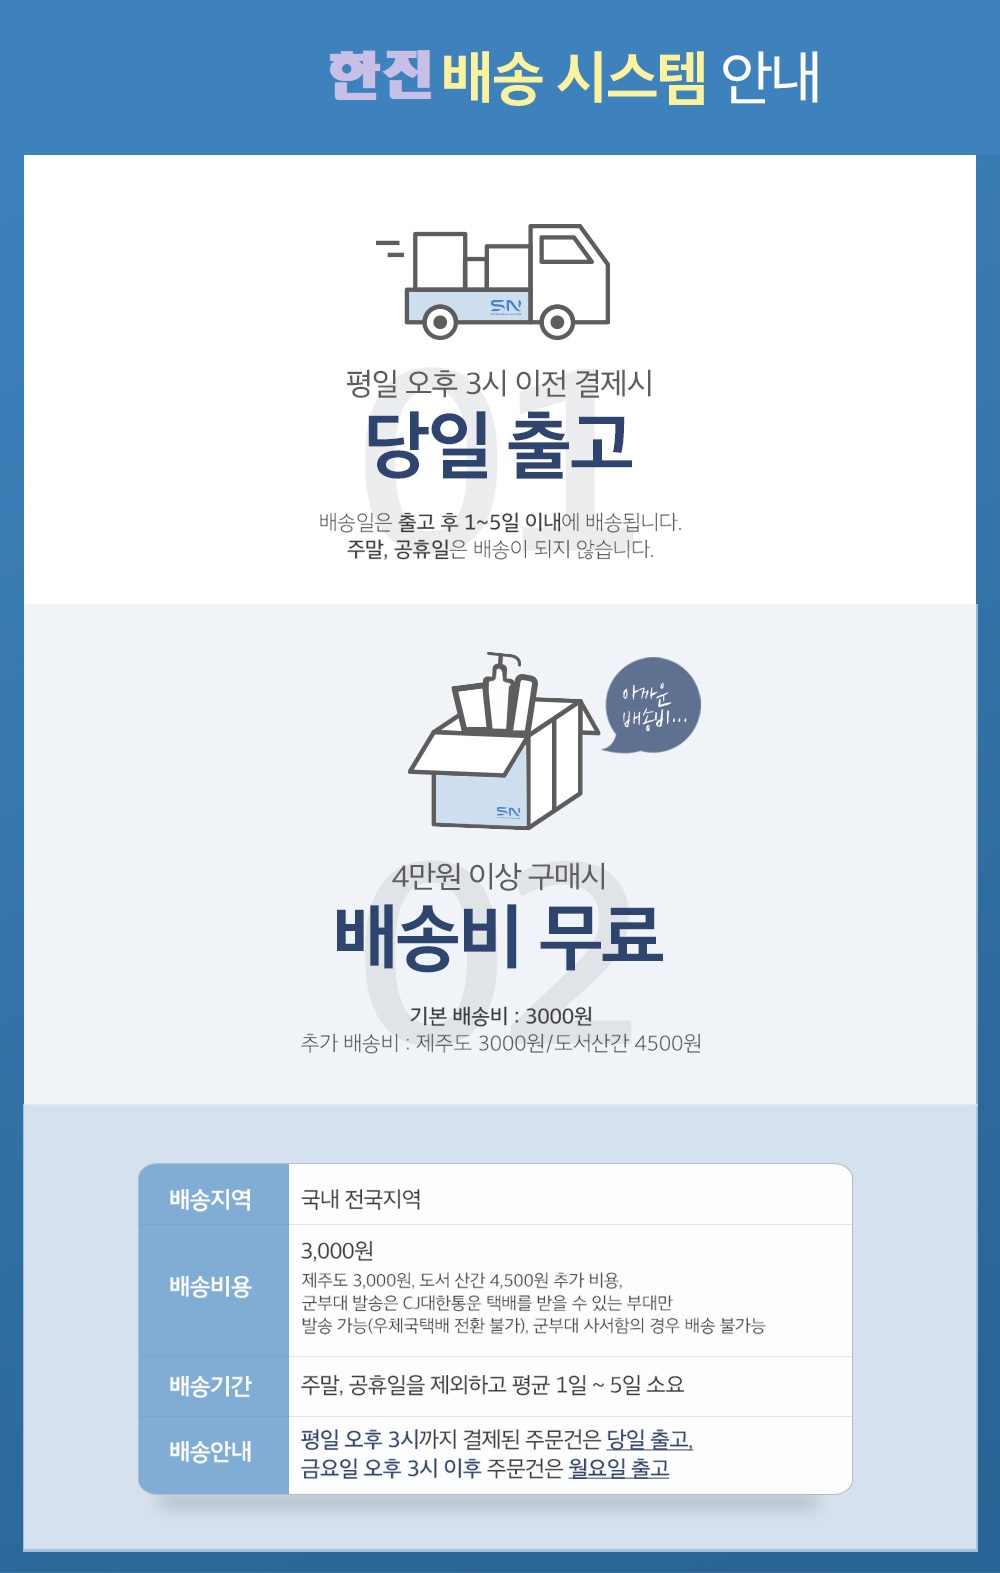 한진 배송 시스템 안내
SN
01
평일 오후 3시 이전 결제시
당일 출고
배송일은 출고 후 1~5일 이내에 배송됩니다.
주말, 공휴일은 배송이 되지 않습니다.
아까운
배송비...
SN
02
4만원 이상 구매시
배송비 무료
기본 배송비 : 3000원
추가 배송비 : 제주도 3000원/도서산간 4500원
배송지역
국내 전국지역
배송비용
3,000원
제주도 3,000원, 도서 산간 4,500원 추가 비용,
군부대 발송은 CJ대한통운 택배를 받을 수 있는 부대만
발송 가능(우체국택배 전환 불가), 군부대 사서함의 경우 배송 불가능
배송기간
주말, 공휴일을 제외하고 평균 1일 ~ 5일 소요
배송안내
평일 오후 3시까지 결제된 주문건은 당일 출고,
금요일 오후 3시 이후 주문건은 월요일 출고